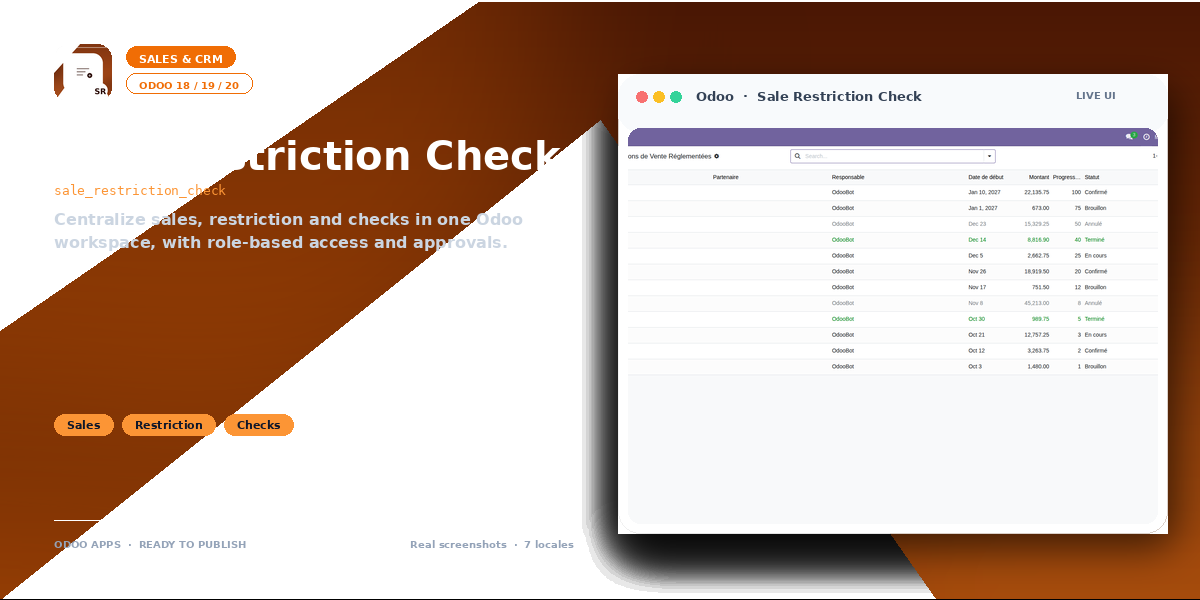 SR
SALES & CRM
ODOO 18 / 19 / 20
triction Check
sale_restriction_check
Centralize sales, restriction and checks in one Odoo
workspace, with role-based access and approvals.
Sales Restriction Checks
ODOO APPS · READY TO PUBLISH
Real screenshots · 7 locales
Odoo · Sale Restriction Check
LIVE UI
ons de Vente Réglementées
Search...
Partenaire Responsable Date de début Montant Progress... Statut
OdooBot Jan 10, 2027 22,135.75 100 Confirmé
OdooBot Jan 1, 2027 673.00 75 Brouillon
OdooBot Dec 23 15,329.25 50 Annulé
OdooBot Dec 14 8,816.90 40 Terminé
OdooBot Dec 5 2,662.75 25 En cours
OdooBot Nov 26 18,919.50 20 Confirmé
OdooBot Nov 17 751.50 12 Brouillon
OdooBot Nov 9 45,213.00 8 Annulé
OdooBot Oct 30 989.75 5 Terminé
OdooBot Oct 21 12,757.25 3 En cours
OdooBot Oct 12 3,263.75 2 Confirmé
OdooBot Oct 3 1,480.00 1 Brouillon